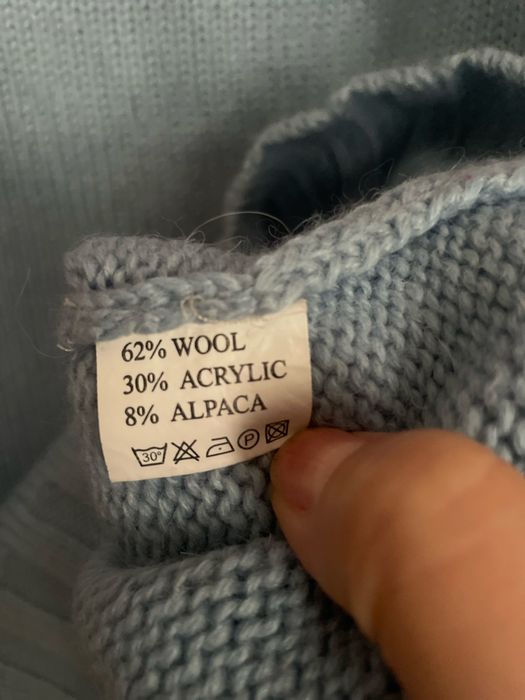 62% WOOL
30% ACRYLIC
8% ALPACA
30° P